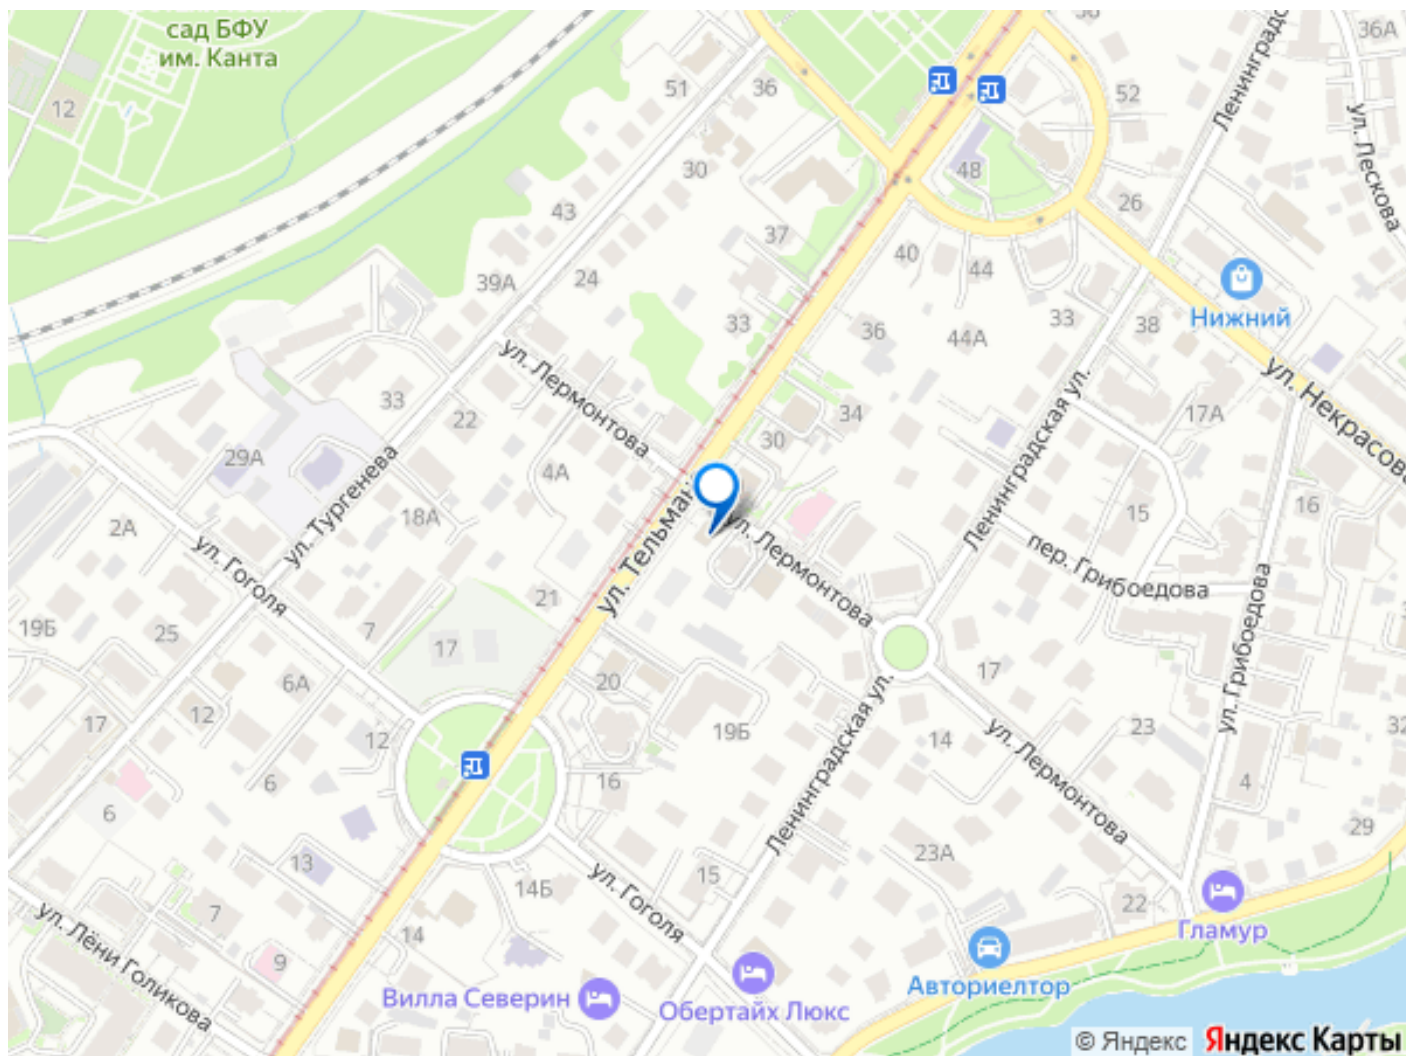 сад БФУ
им. Канта
12
51
36
30
43
39А
24
37
33
48
52
36А
26
40
44
36
44А
33
38
Нижний
17А
16
15
34
30
22
4А
33
29А
18А
2А
19Б
25
7
17
21
20
19Б
16
6А
12
12
17
6
6
13
7
9
14
14Б
15
14
17
23
23А
22
4
29
32
ул. Лескова
Ленинградс
ул. Некрасова
Ленинградская ул.
ул. Лермонтова
ул. Тургенева
ул. Гоголя
ул. Тельман
ул. Лермонтова
пер. Грибоедова
ул. Грибоедова
Ленинградская ул.
ул. Лермонтова
ул. Гоголя
ул. Лёни Голикова
Вилла Северин
Обертайх Люкс
Авториелтор
Гламур
© Яндекс Яндекс Карты